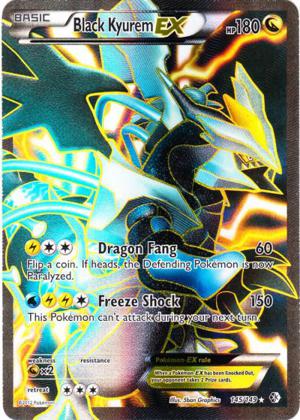 BASIC
Black Kyurem EX HP 180
Dragon Fang 60
Flip a coin. If heads, the Defending Pokémon is now
Paralyzed.
Freeze Shock 150
This Pokémon can't attack during your next turn.
weakness
resistance
×2
retreat
Pokémon-EX rule
When a Pokémon-EX has been Knocked Out, your
opponent takes 2 Prize cards.
©2012 Pokémon
Illus. 5ban Graphics
145/149